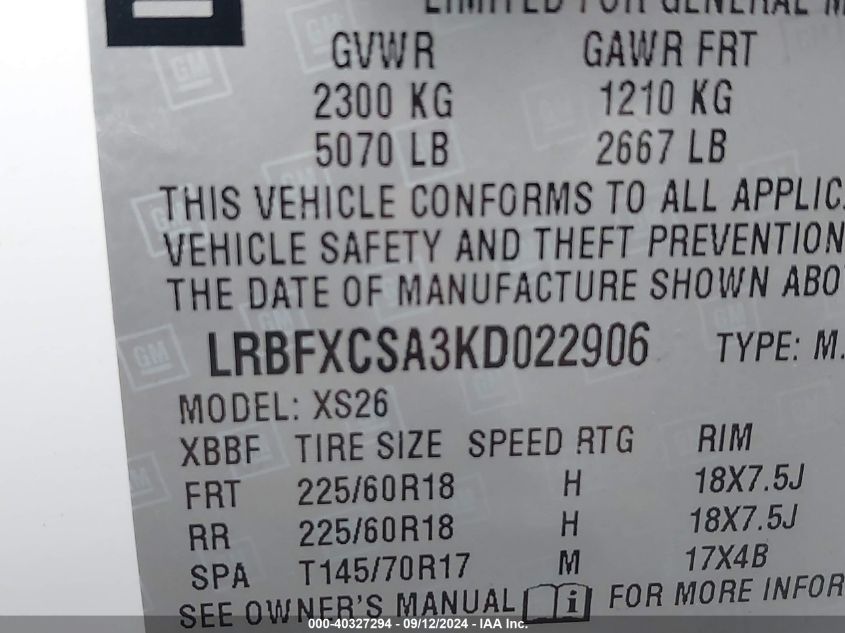 LIMITED FOR GENERAL M
GVWR GAWR FRT
2300 KG 1210 KG
5070 LB 2667 LB
THIS VEHICLE CONFORMS TO ALL APPLIC
VEHICLE SAFETY AND THEFT PREVENTION
THE DATE OF MANUFACTURE SHOWN ABO
LRBFXCSA3KD022906 TYPE: M.
MODEL: XS26
XBBF TIRE SIZE SPEED RTG RIM
FRT 225/60R18 H 18X7.5J
RR 225/60R18 H 18X7.5J
SPA T145/70R17 M 17X4B
SEE OWNER'S MANUAL i FOR MORE INFOR
000-40327294 - 09/12/2024 - IAA Inc.